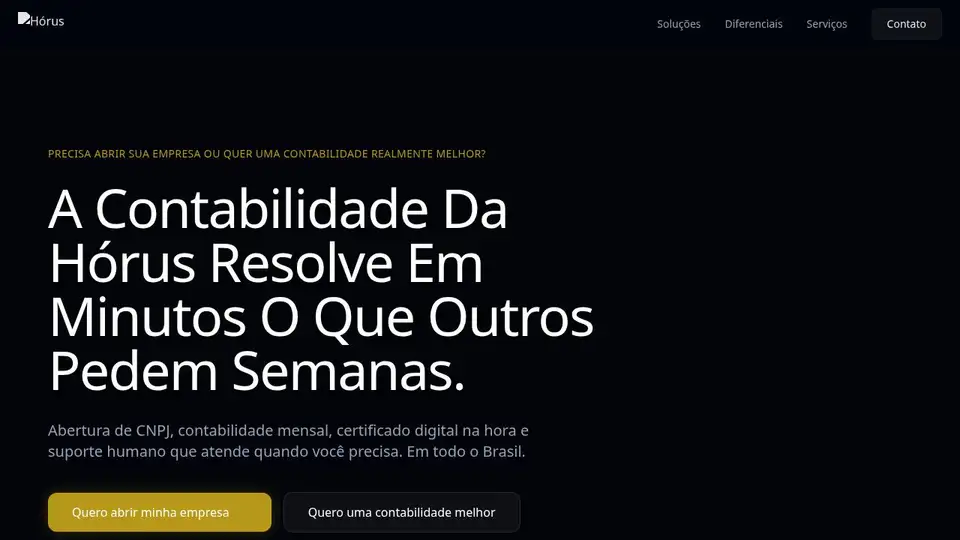 Hórus
Soluções
Diferenciais
Serviços
Contato
PRECISA ABRIR SUA EMPRESA OU QUER UMA CONTABILIDADE REALMENTE MELHOR?
A Contabilidade Da
Hórus Resolve Em
Minutos O Que Outros
Pedem Semanas.
Abertura de CNPJ, contabilidade mensal, certificado digital na hora e
suporte humano que atende quando você precisa. Em todo o Brasil.
Quero abrir minha empresa
Quero uma contabilidade melhor